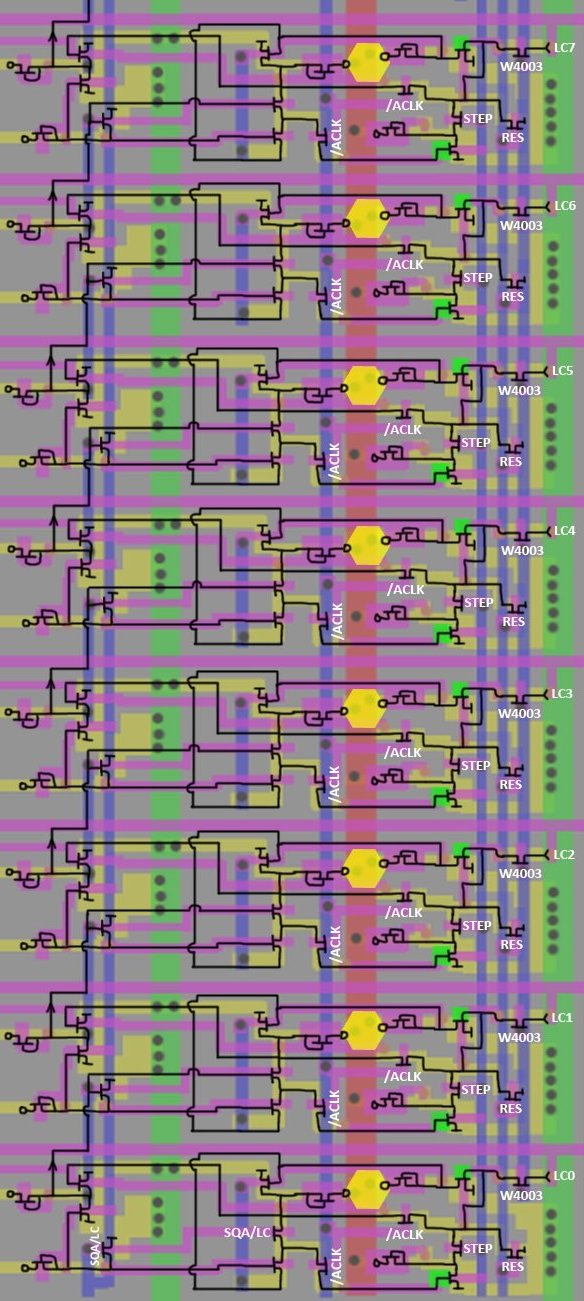 LC7
W4003
/ACLK
STEP
/ACLK
RES
LC6
W4003
/ACLK
STEP
/ACLK
RES
LC5
W4003
/ACLK
STEP
/ACLK
RES
LC4
W4003
/ACLK
STEP
/ACLK
RES
LC3
W4003
/ACLK
STEP
/ACLK
RES
LC2
W4003
/ACLK
STEP
/ACLK
RES
LC1
W4003
/ACLK
STEP
/ACLK
RES
LC0
W4003
SQA/LC
SQA/LC
/ACLK
STEP
/ACLK
RES